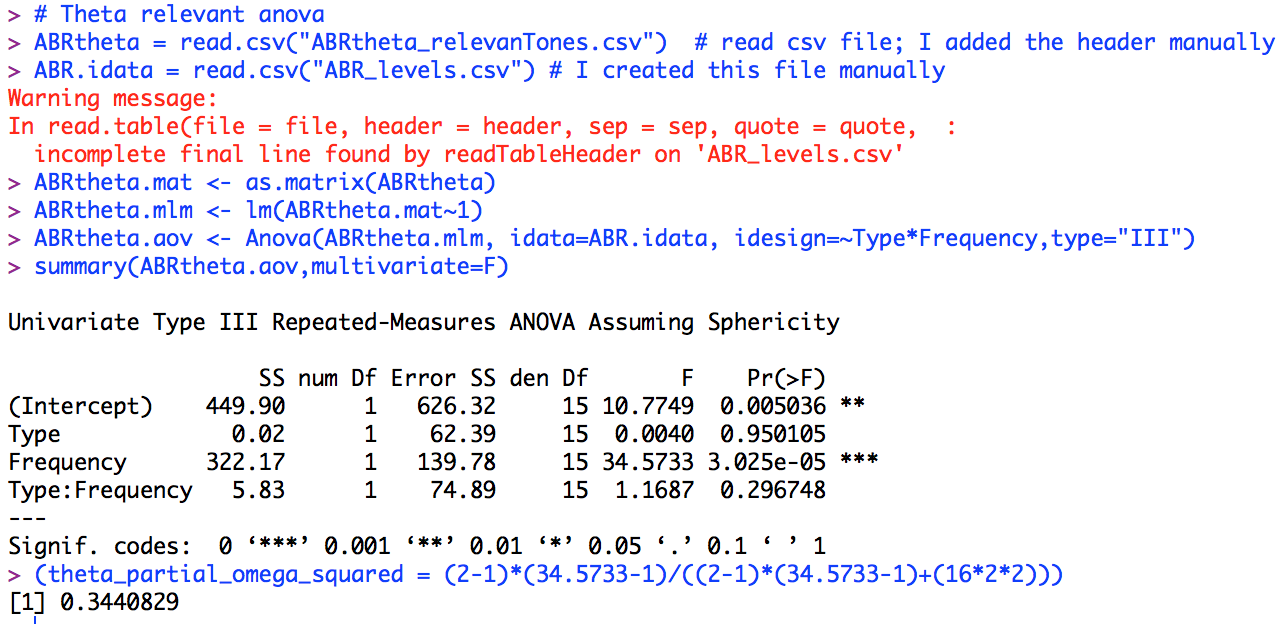 > # Theta relevant anova
> ABRtheta = read.csv("ABRtheta_relevanTones.csv")  # read csv file; I added the header manually
> ABR.idata = read.csv("ABR_levels.csv") # I created this file manually
Warning message:
In read.table(file = file, header = header, sep = sep, quote = quote,  :
  incomplete final line found by readTableHeader on 'ABR_levels.csv'
> ABRtheta.mat <- as.matrix(ABRtheta)
> ABRtheta.mlm <- lm(ABRtheta.mat~1)
> ABRtheta.aov <- Anova(ABRtheta.mlm, idata=ABR.idata, idesign=~Type*Frequency,type="III")
> summary(ABRtheta.aov,multivariate=F)

Univariate Type III Repeated-Measures ANOVA Assuming Sphericity

                   SS num Df Error SS den Df       F    Pr(>F)
(Intercept)    449.90      1   626.32     15 10.7749  0.005036 **
Type             0.02      1    62.39     15  0.0040  0.950105
Frequency      322.17      1   139.78     15 34.5733 3.025e-05 ***
Type:Frequency   5.83      1    74.89     15  1.1687  0.296748
---
Signif. codes:  0 ‘***’ 0.001 ‘**’ 0.01 ‘*’ 0.05 ‘.’ 0.1 ‘ ’ 1
> (theta_partial_omega_squared = (2-1)*(34.5733-1)/((2-1)*(34.5733-1)+(16*2*2)))
[1] 0.3440829